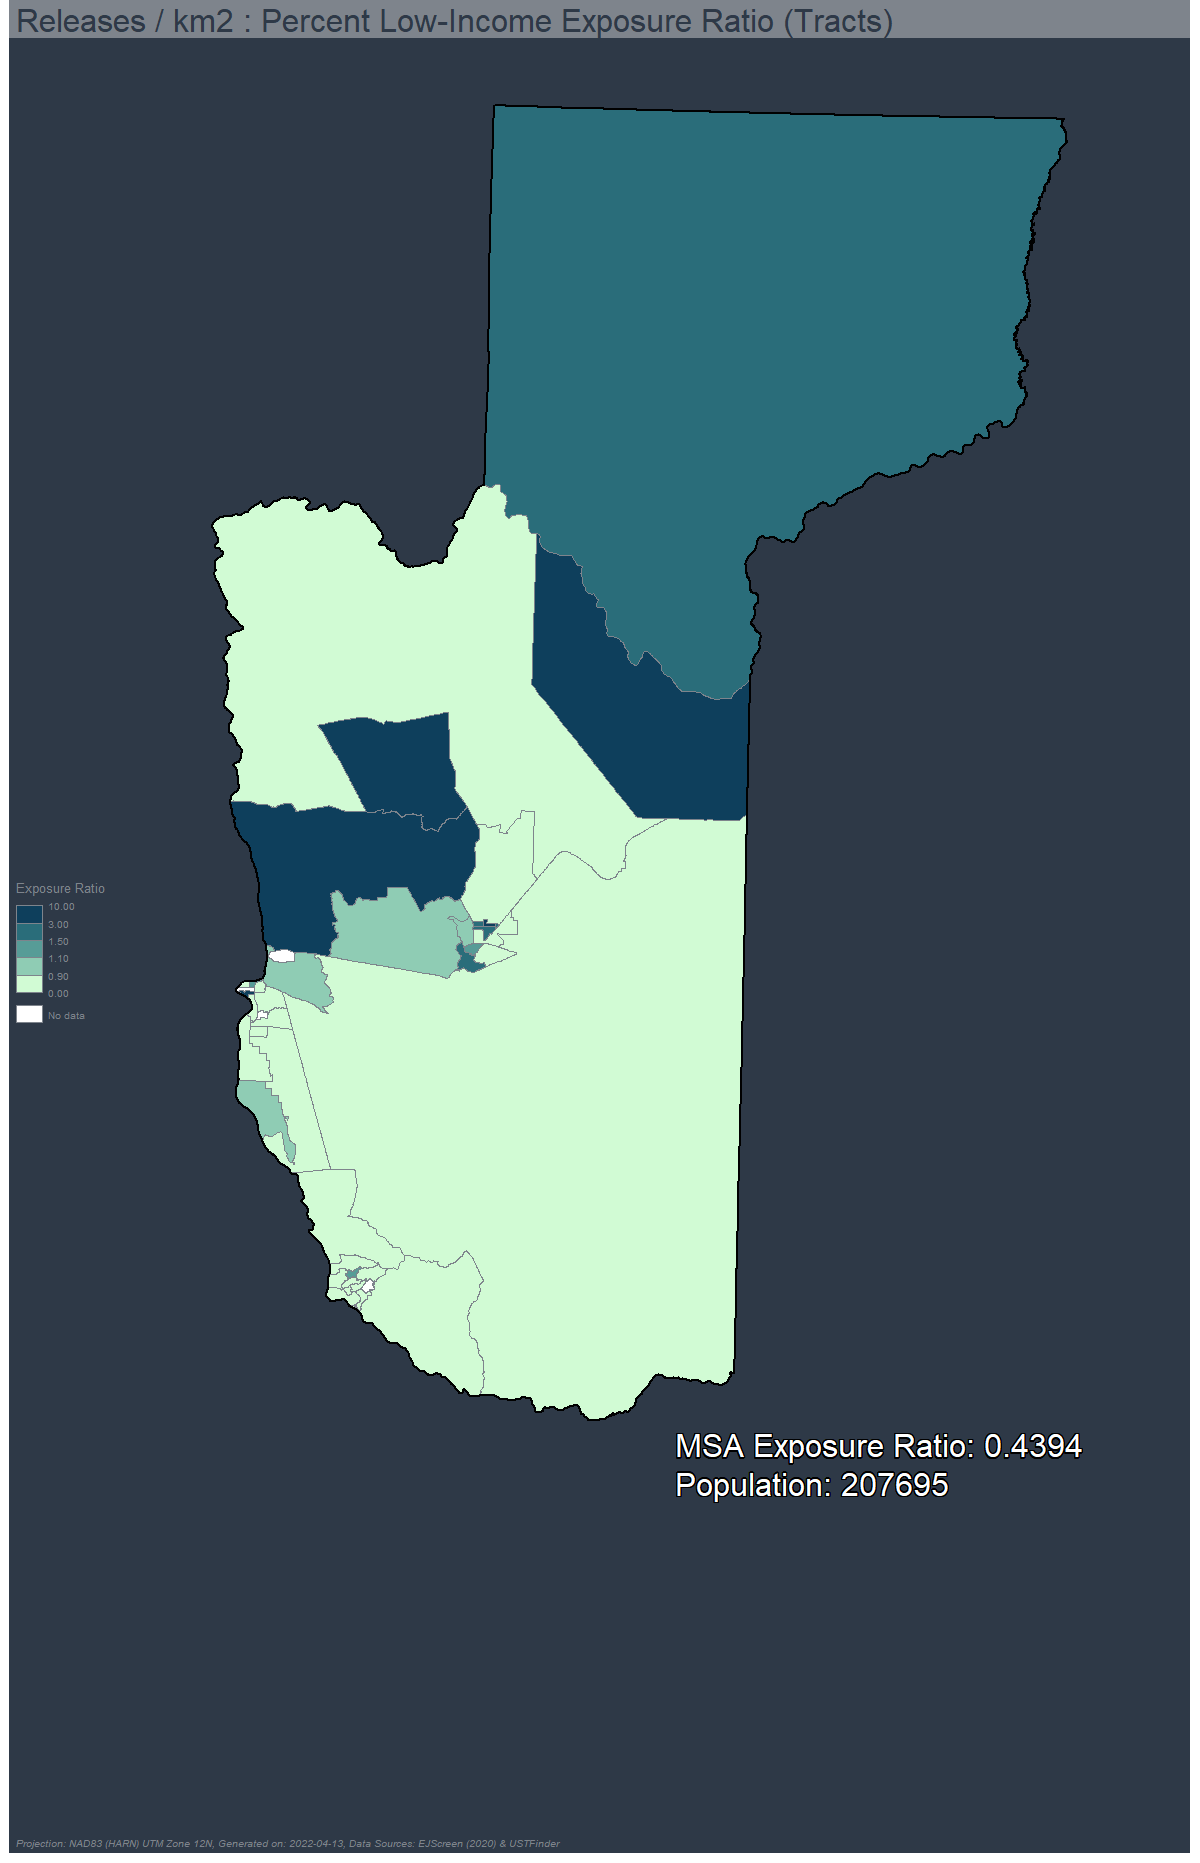 Releases / km2 : Percent Low-Income Exposure Ratio (Tracts)
Exposure Ratio
10.00
3.00
1.50
1.10
0.90
0.00
No data
MSA Exposure Ratio: 0.4394
Population: 207695
Projection: NAD83 (HARN) UTM Zone 12N, Generated on: 2022-04-13, Data Sources: EJScreen (2020) & USTFinder